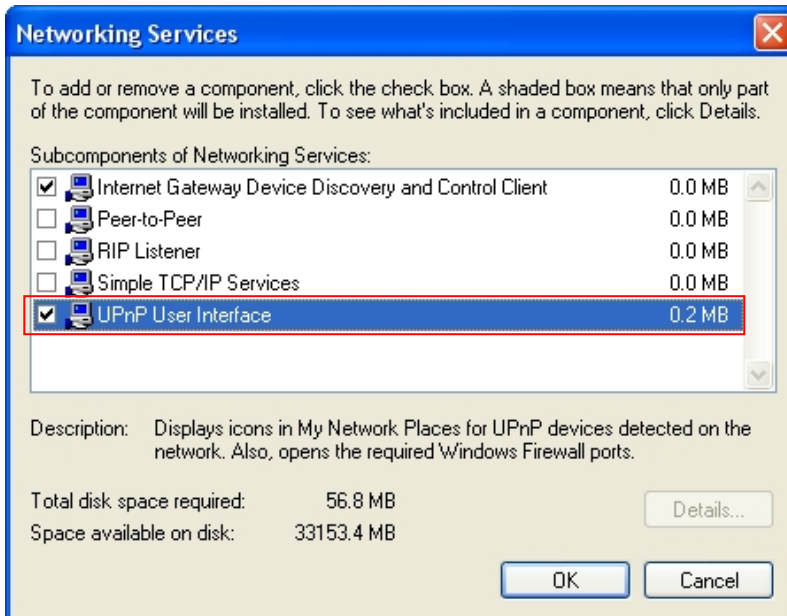 Networking Services
To add or remove a component, click the check box. A shaded box means that only part
of the component will be installed. To see what's included in a component, click Details.
Subcomponents of Networking Services:
Internet Gateway Device Discovery and Control Client 0.0 MB
Peer-to-Peer 0.0 MB
RIP Listener 0.0 MB
Simple TCP/IP Services 0.0 MB
UPnP User Interface 0.2 MB
Description: Displays icons in My Network Places for UPnP devices detected on the
network. Also, opens the required Windows Firewall ports.
Total disk space required: 56.8 MB
Space available on disk: 33153.4 MB
Details...
OK Cancel